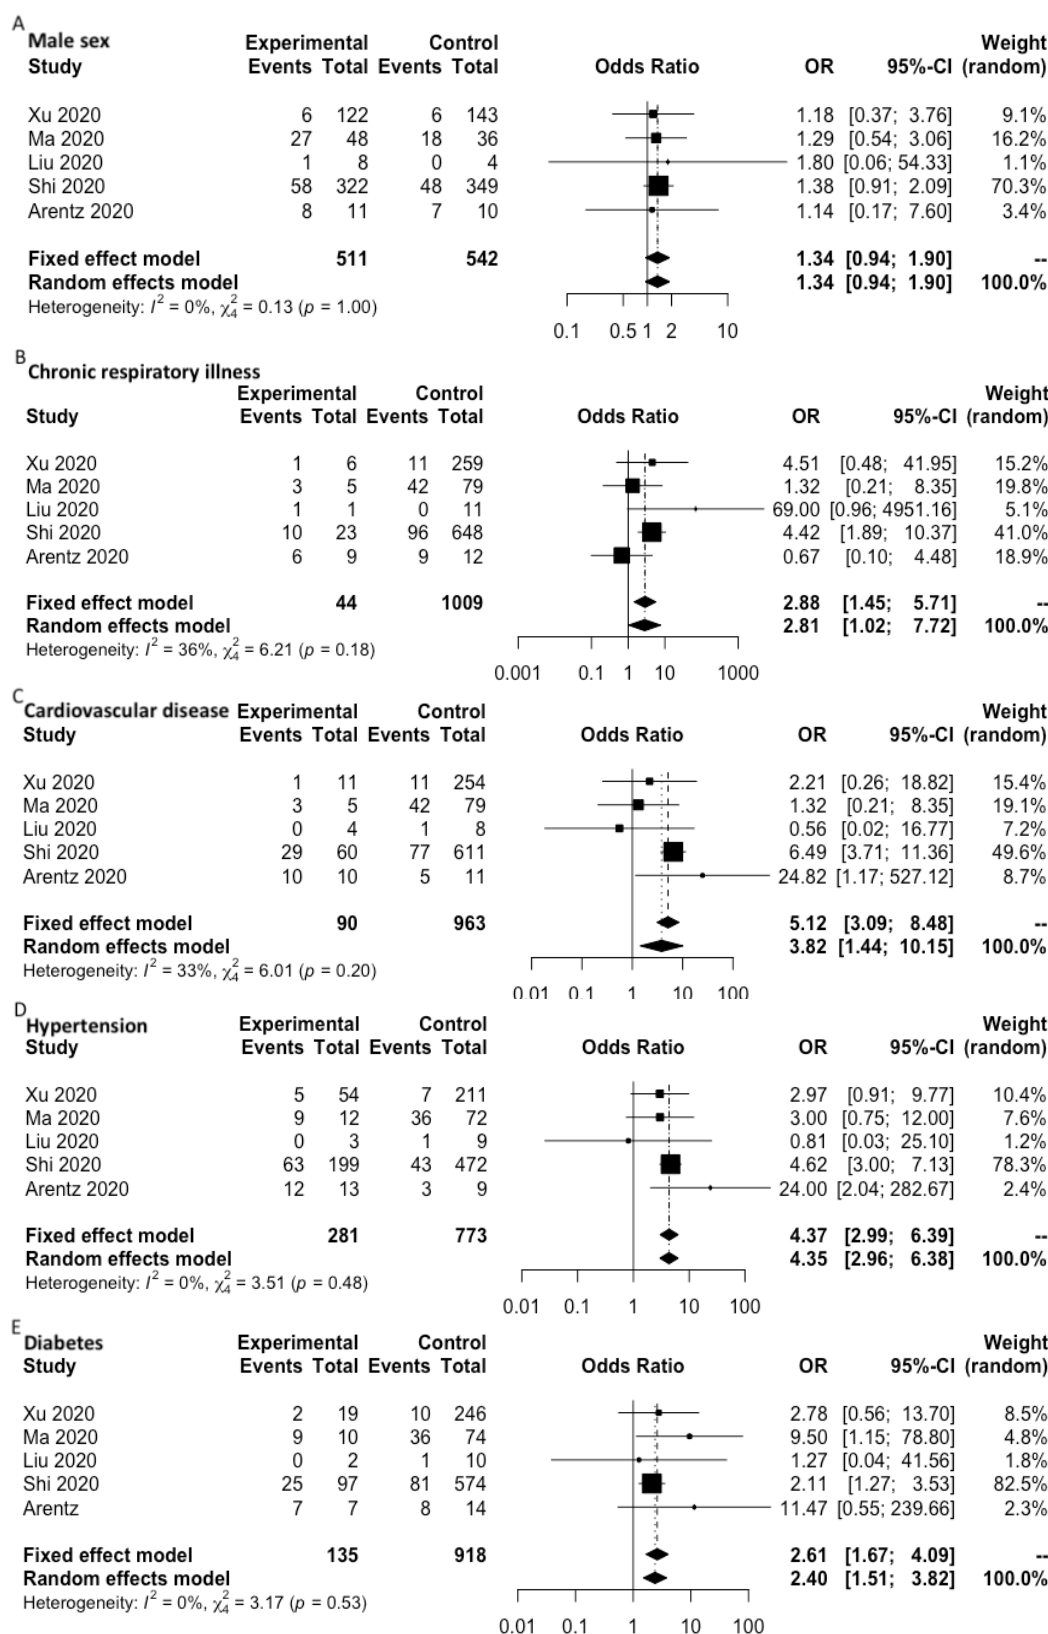 A Male sex Experimental Control Weight
Study Events Total Events Total Odds Ratio OR 95%-CI (random)
Xu 2020 6 122 6 143 1.18 [0.37; 3.76] 9.1%
Ma 2020 27 48 18 36 1.29 [0.54; 3.06] 16.2%
Liu 2020 1 8 0 4 1.80 [0.06; 54.33] 1.1%
Shi 2020 58 322 48 349 1.38 [0.91; 2.09] 70.3%
Arentz 2020 8 11 7 10 1.14 [0.17; 7.60] 3.4%
Fixed effect model 511 542 1.34 [0.94; 1.90] --
Random effects model 1.34 [0.94; 1.90] 100.0%
Heterogeneity: I² = 0%, χ²₄ = 0.13 (p = 1.00)
0.1 0.5 1 2 10
B Chronic respiratory illness
Experimental Control Weight
Study Events Total Events Total Odds Ratio OR 95%-CI (random)
Xu 2020 1 6 11 259 4.51 [0.48; 41.95] 15.2%
Ma 2020 3 5 42 79 1.32 [0.21; 8.35] 19.8%
Liu 2020 1 1 0 11 69.00 [0.96; 4951.16] 5.1%
Shi 2020 10 23 96 648 4.42 [1.89; 10.37] 41.0%
Arentz 2020 6 9 9 12 0.67 [0.10; 4.48] 18.9%
Fixed effect model 44 1009 2.88 [1.45; 5.71] --
Random effects model 2.81 [1.02; 7.72] 100.0%
Heterogeneity: I² = 36%, χ²₄ = 6.21 (p = 0.18)
0.001 0.1 1 10 1000
C Cardiovascular disease Experimental Control Weight
Study Events Total Events Total Odds Ratio OR 95%-CI (random)
Xu 2020 1 11 11 254 2.21 [0.26; 18.82] 15.4%
Ma 2020 3 5 42 79 1.32 [0.21; 8.35] 19.1%
Liu 2020 0 4 1 8 0.56 [0.02; 16.77] 7.2%
Shi 2020 29 60 77 611 6.49 [3.71; 11.36] 49.6%
Arentz 2020 10 10 5 11 24.82 [1.17; 527.12] 8.7%
Fixed effect model 90 963 5.12 [3.09; 8.48] --
Random effects model 3.82 [1.44; 10.15] 100.0%
Heterogeneity: I² = 33%, χ²₄ = 6.01 (p = 0.20)
0.01 0.1 1 10 100
D Hypertension Experimental Control Weight
Study Events Total Events Total Odds Ratio OR 95%-CI (random)
Xu 2020 5 54 7 211 2.97 [0.91; 9.77] 10.4%
Ma 2020 9 12 36 72 3.00 [0.75; 12.00] 7.6%
Liu 2020 0 3 1 9 0.81 [0.03; 25.10] 1.2%
Shi 2020 63 199 43 472 4.62 [3.00; 7.13] 78.3%
Arentz 2020 12 13 3 9 24.00 [2.04; 282.67] 2.4%
Fixed effect model 281 773 4.37 [2.99; 6.39] --
Random effects model 4.35 [2.96; 6.38] 100.0%
Heterogeneity: I² = 0%, χ²₄ = 3.51 (p = 0.48)
0.01 0.1 1 10 100
E Diabetes Experimental Control Weight
Study Events Total Events Total Odds Ratio OR 95%-CI (random)
Xu 2020 2 19 10 246 2.78 [0.56; 13.70] 8.5%
Ma 2020 9 10 36 74 9.50 [1.15; 78.80] 4.8%
Liu 2020 0 2 1 10 1.27 [0.04; 41.56] 1.8%
Shi 2020 25 97 81 574 2.11 [1.27; 3.53] 82.5%
Arentz 7 7 8 14 11.47 [0.55; 239.66] 2.3%
Fixed effect model 135 918 2.61 [1.67; 4.09] --
Random effects model 2.40 [1.51; 3.82] 100.0%
Heterogeneity: I² = 0%, χ²₄ = 3.17 (p = 0.53)
0.01 0.1 1 10 100